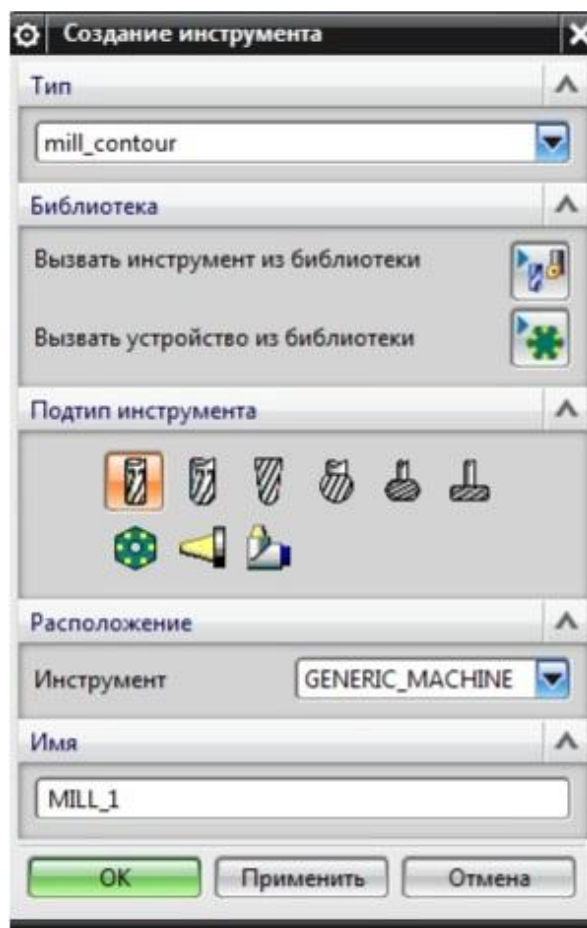 Создание инструмента
Тип
mill_contour
Библиотека
Вызвать инструмент из библиотеки
Вызвать устройство из библиотеки
Подтип инструмента
Расположение
Инструмент GENERIC_MACHINE
Имя
MILL_1
OK Применить Отмена